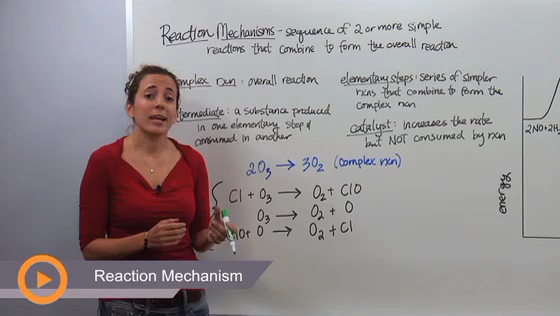 Reaction Mechanisms - sequence of 2 or more simple
reactions that combine to form the overall reaction
complex rxn: overall reaction
elementary steps: series of simpler
rxns that combine to form the
complex rxn
intermediate: a substance produced
in one elementary step &
consumed in another
catalyst: increases the rate
but NOT consumed by rxn
2O₃ → 3O₂ (complex rxn)
Cl + O₃ → O₂ + ClO
O₃ → O₂ + O
ClO + O → O₂ + Cl
energy
2NO+2H₂
Reaction Mechanism